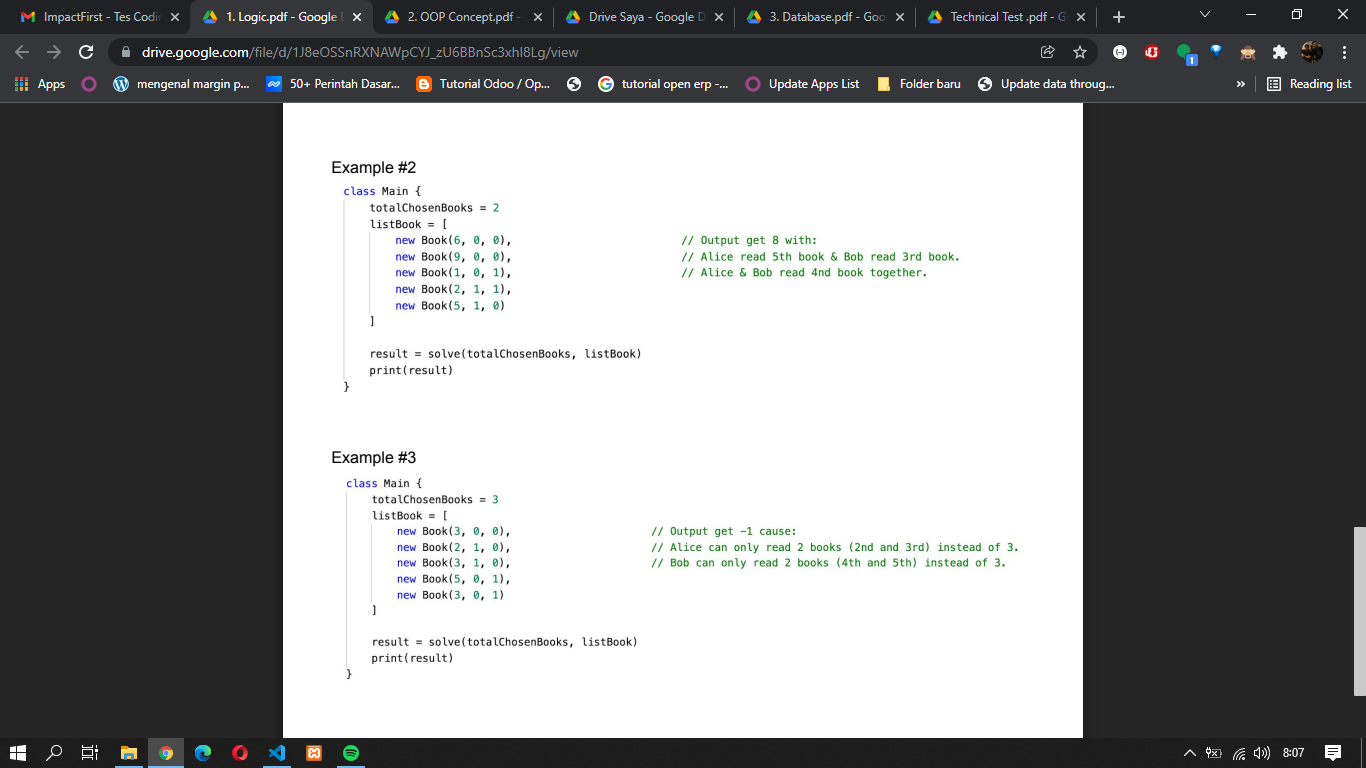 ImpactFirst - Tes Codin
1. Logic.pdf - Google D
2. OOP Concept.pdf -
Drive Saya - Google D
3. Database.pdf - Goo
Technical Test .pdf - G
drive.google.com/file/d/1J8eOSSnRXNAWpCYJ_zU6BBnSc3xhI8Lg/view
1
Apps
mengenal margin p...
50+ Perintah Dasar...
Tutorial Odoo / Op...
tutorial open erp -...
Update Apps List
Folder baru
Update data throug...
»
Reading list
Example #2
class Main {
totalChosenBooks = 2
listBook = [
new Book(6, 0, 0), // Output get 8 with:
new Book(9, 0, 0), // Alice read 5th book & Bob read 3rd book.
new Book(1, 0, 1), // Alice & Bob read 4nd book together.
new Book(2, 1, 1),
new Book(5, 1, 0)
]
result = solve(totalChosenBooks, listBook)
print(result)
}
Example #3
class Main {
totalChosenBooks = 3
listBook = [
new Book(3, 0, 0), // Output get -1 cause:
new Book(2, 1, 0), // Alice can only read 2 books (2nd and 3rd) instead of 3.
new Book(3, 1, 0), // Bob can only read 2 books (4th and 5th) instead of 3.
new Book(5, 0, 1),
new Book(3, 0, 1)
]
result = solve(totalChosenBooks, listBook)
print(result)
}
8:07